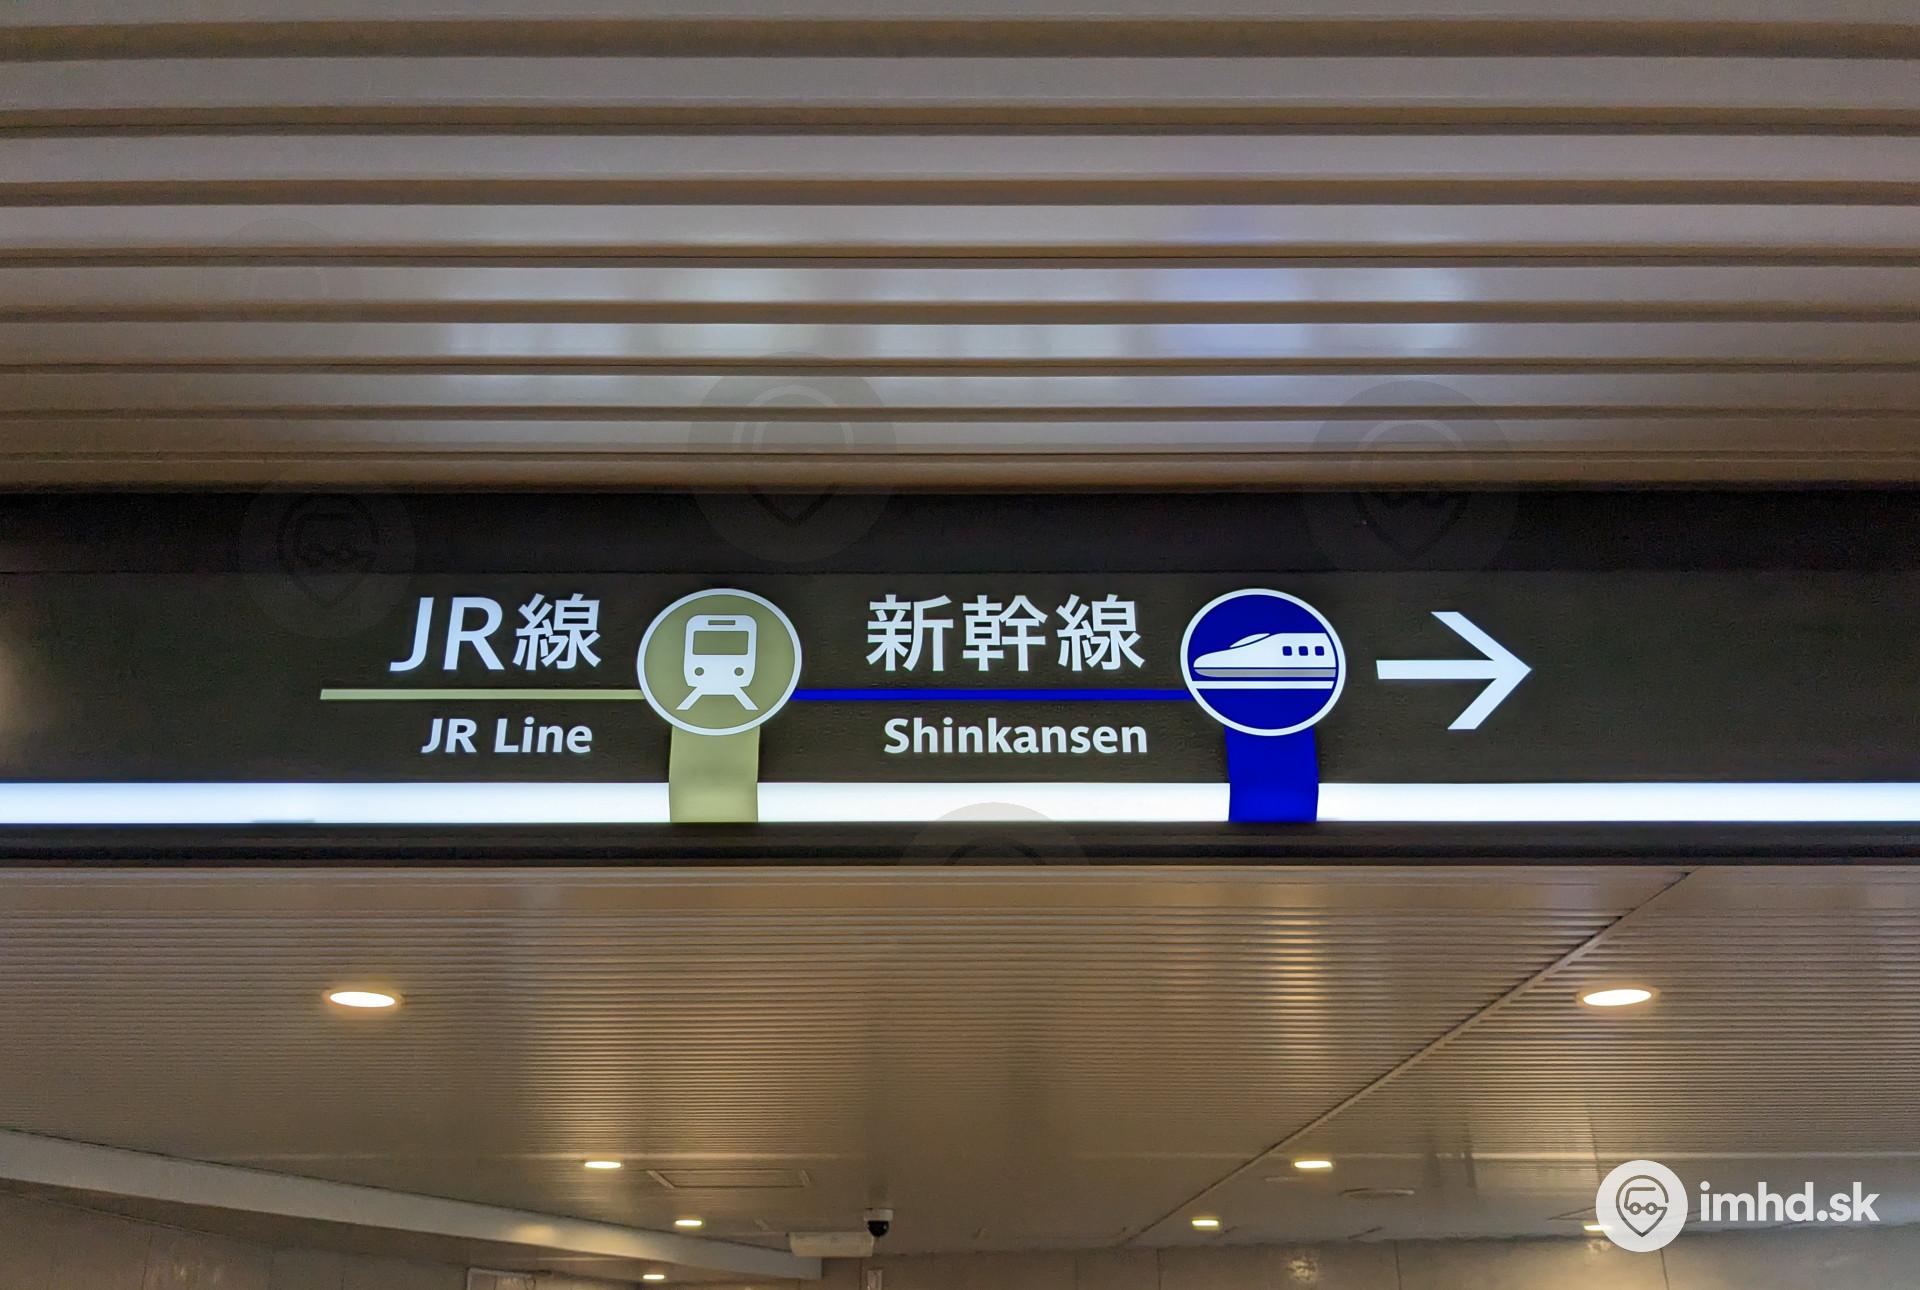 JR線
JR Line
新幹線
Shinkansen
imhd.sk